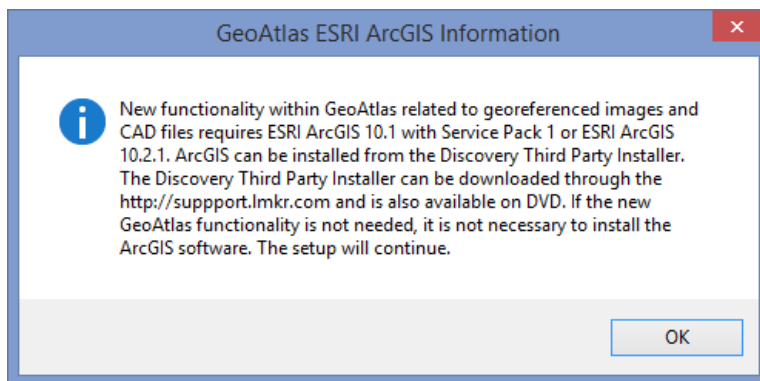 GeoAtlas ESRI ArcGIS Information
New functionality within GeoAtlas related to georeferenced images and
CAD files requires ESRI ArcGIS 10.1 with Service Pack 1 or ESRI ArcGIS
10.2.1. ArcGIS can be installed from the Discovery Third Party Installer.
The Discovery Third Party Installer can be downloaded through the
http://suppport.lmkr.com and is also available on DVD. If the new
GeoAtlas functionality is not needed, it is not necessary to install the
ArcGIS software. The setup will continue.
OK